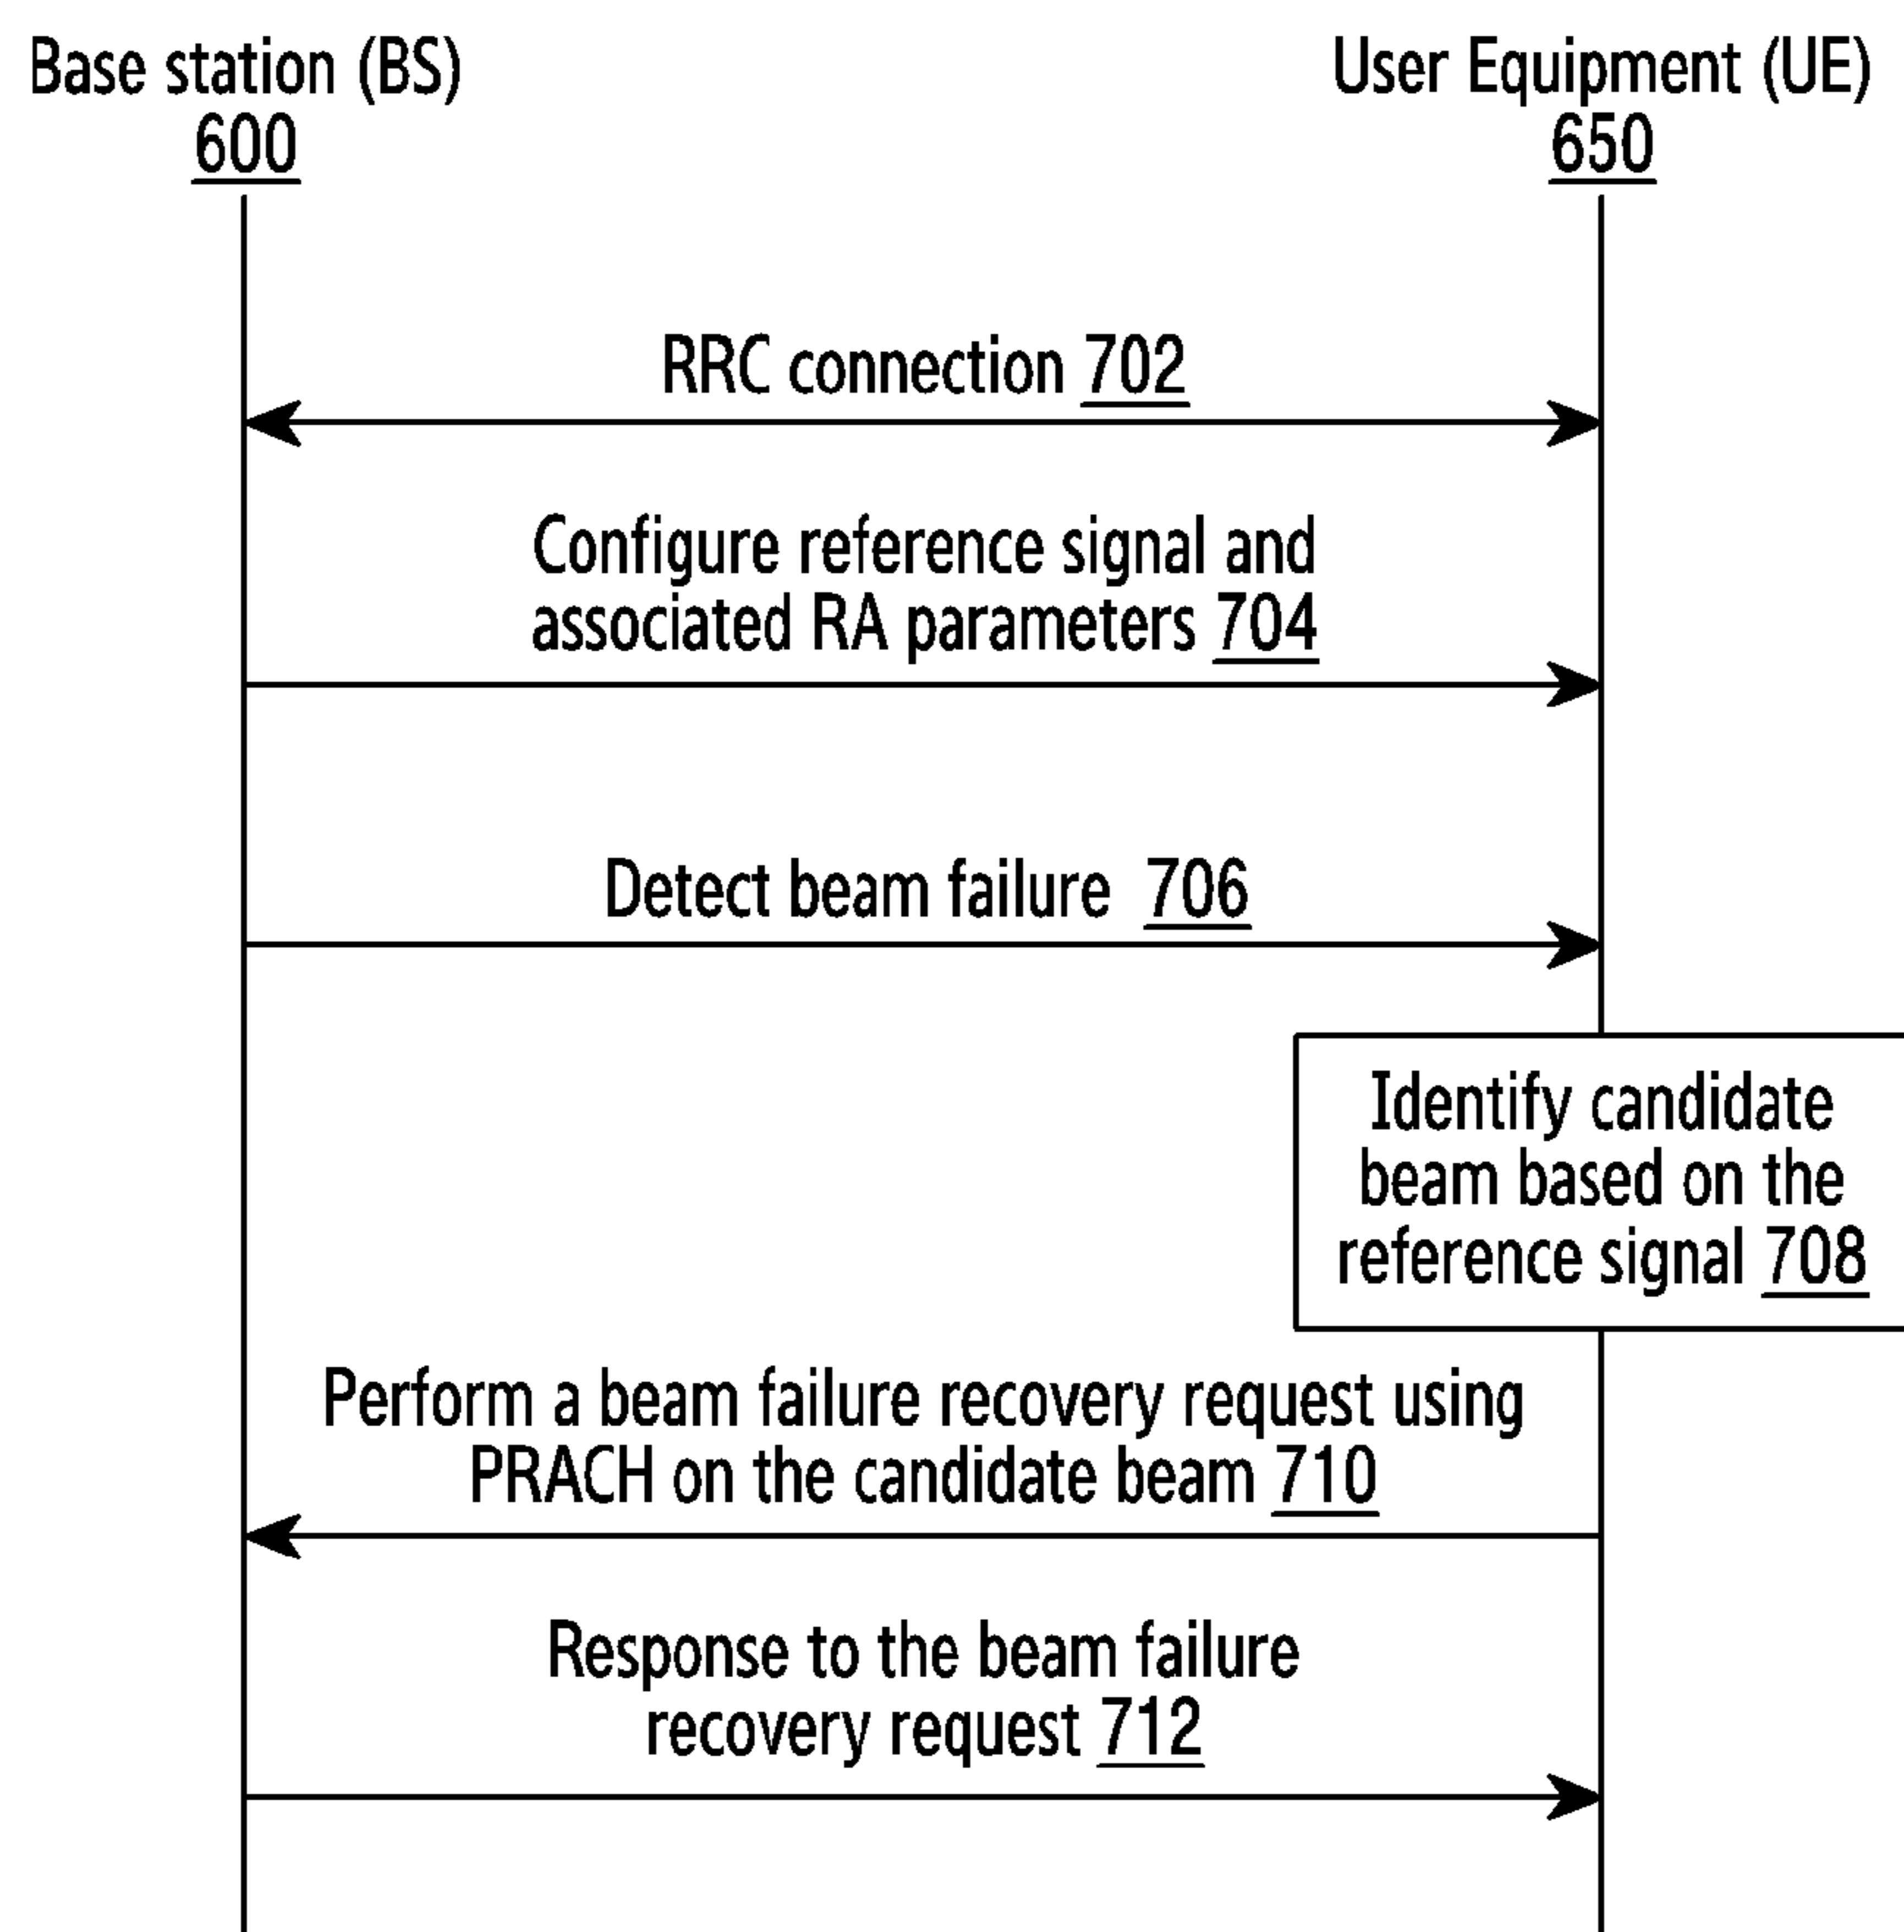 Base station (BS)
600
User Equipment (UE)
650
RRC connection 702
Configure reference signal and
associated RA parameters 704
Detect beam failure 706
Identify candidate
beam based on the
reference signal 708
Perform a beam failure recovery request using
PRACH on the candidate beam 710
Response to the beam failure
recovery request 712